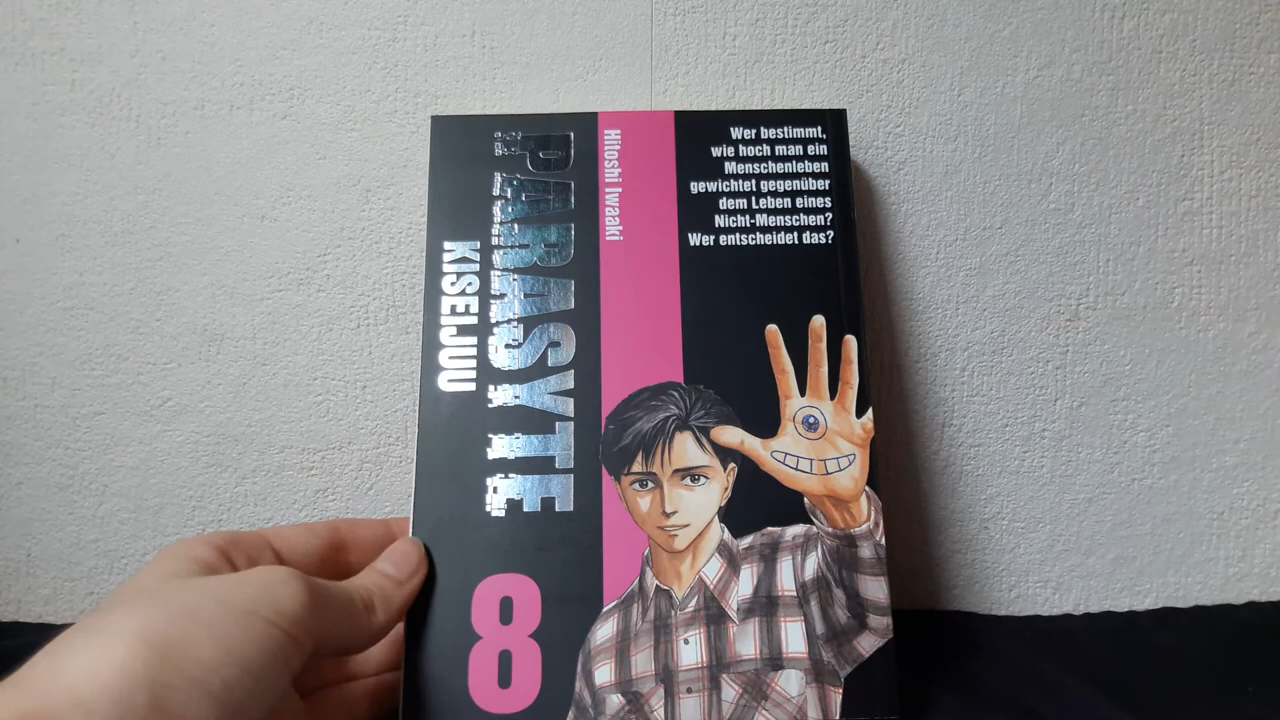 PARASYTE
KISEIJUU
8
Hitoshi Iwaaki
Wer bestimmt,
wie hoch man ein
Menschenleben
gewichtet gegenüber
dem Leben eines
Nicht-Menschen?
Wer entscheidet das?